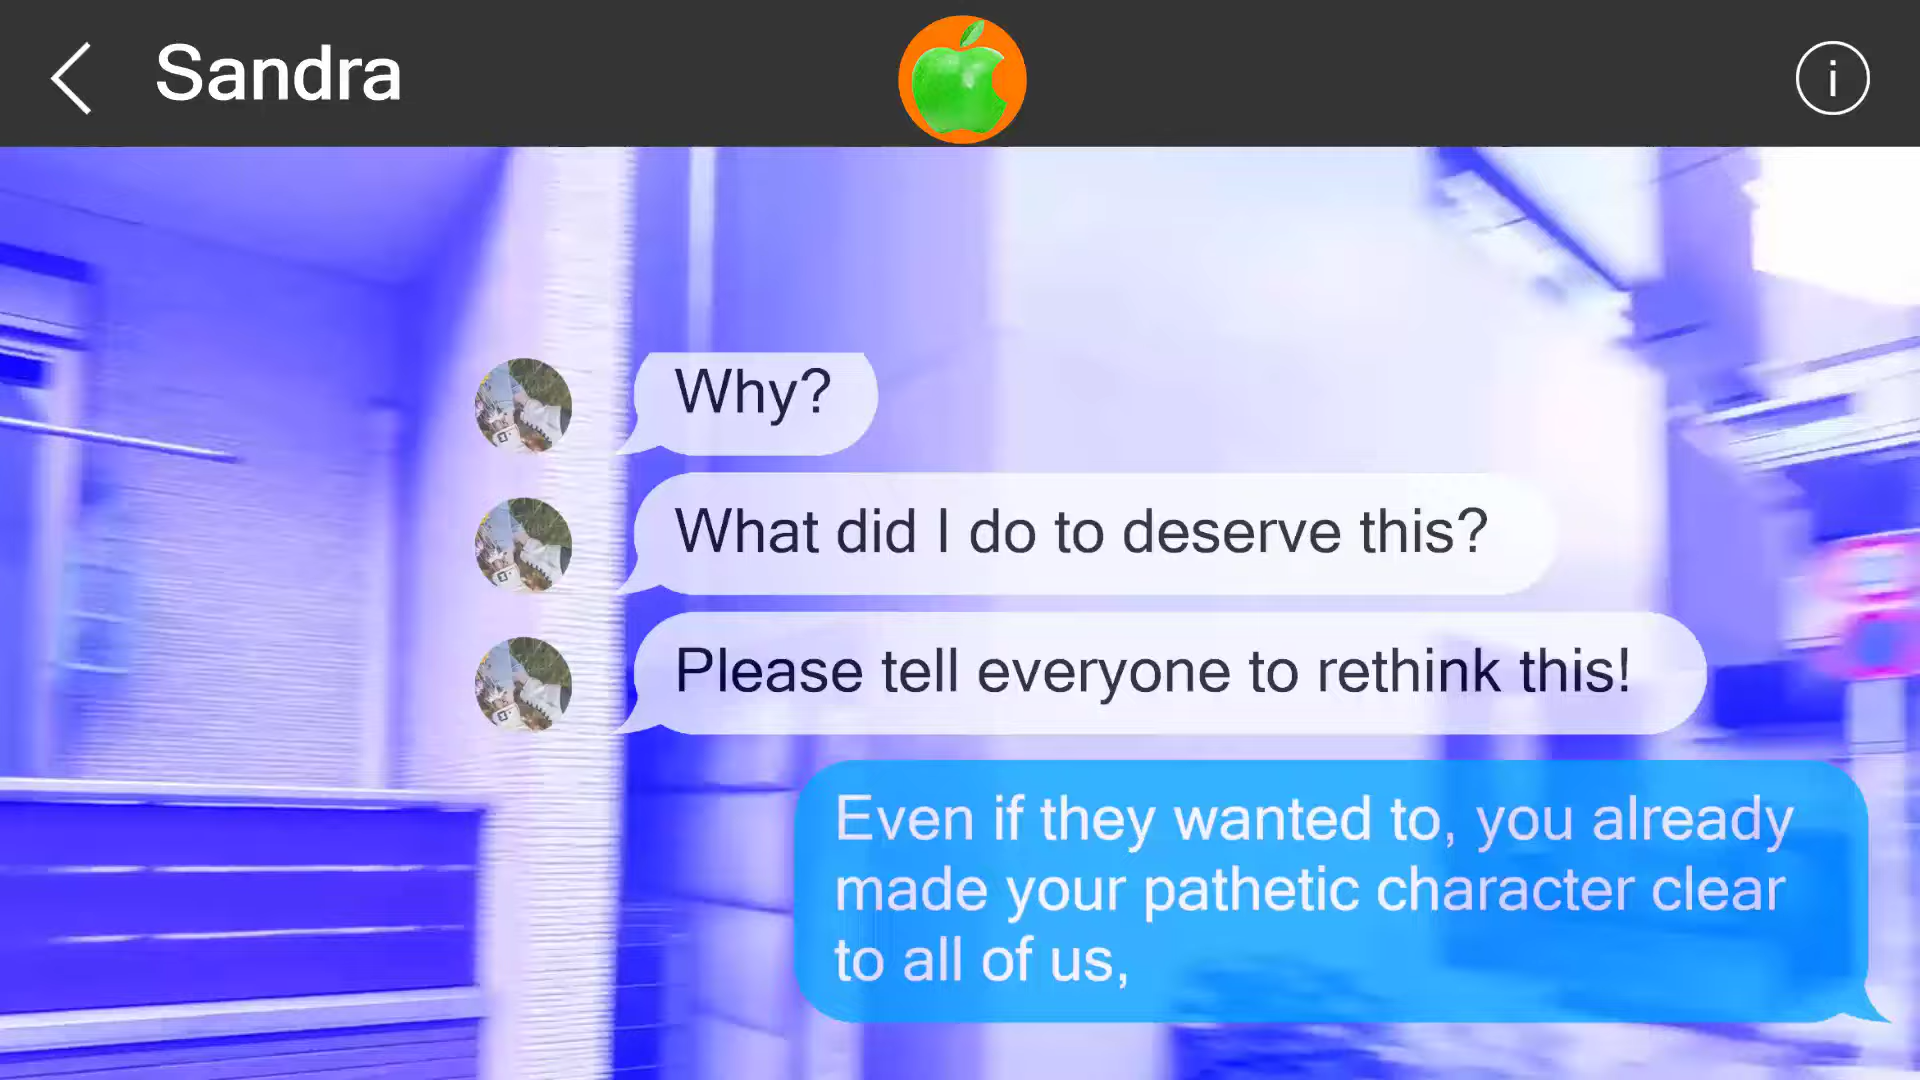 Sandra
Why?
What did I do to deserve this?
Please tell everyone to rethink this!
Even if they wanted to, you already
made your pathetic character clear
to all of us,